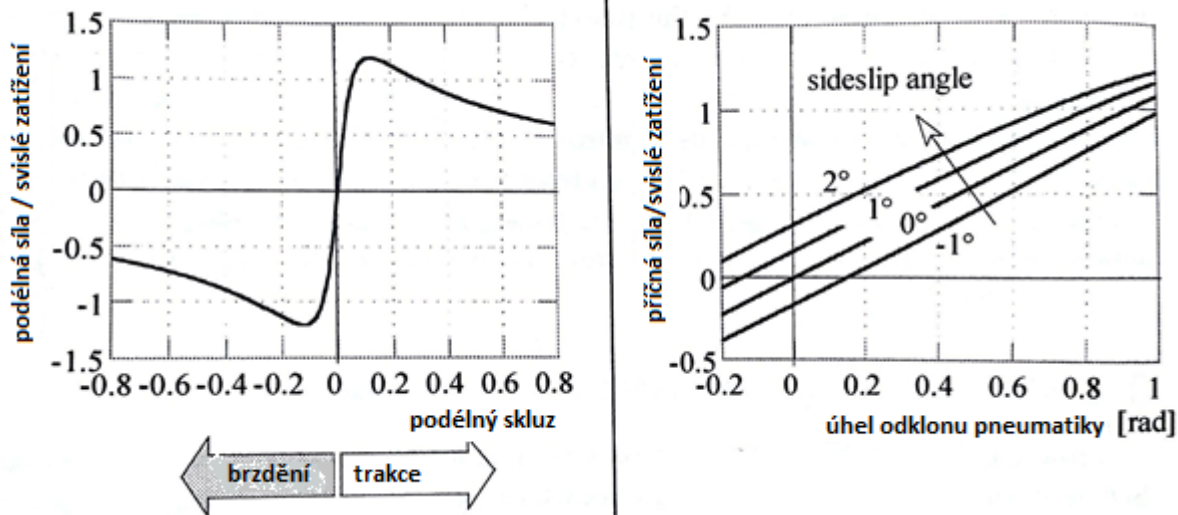 podélná síla / svislé zatížení
1.5
1
0.5
0
-0.5
-1
-1.5
-0.8 -0.6 -0.4 -0.2 0 0.2 0.4 0.6 0.8
podélný skluz
brzdění
trakce
příčná síla/svislé zatížení
1.5
1
0.5
0
-0.5
sideslip angle
2°
1°
0°
-1°
-0.2 0 0.2 0.4 0.6 0.8 1
úhel odklonu pneumatiky [rad]